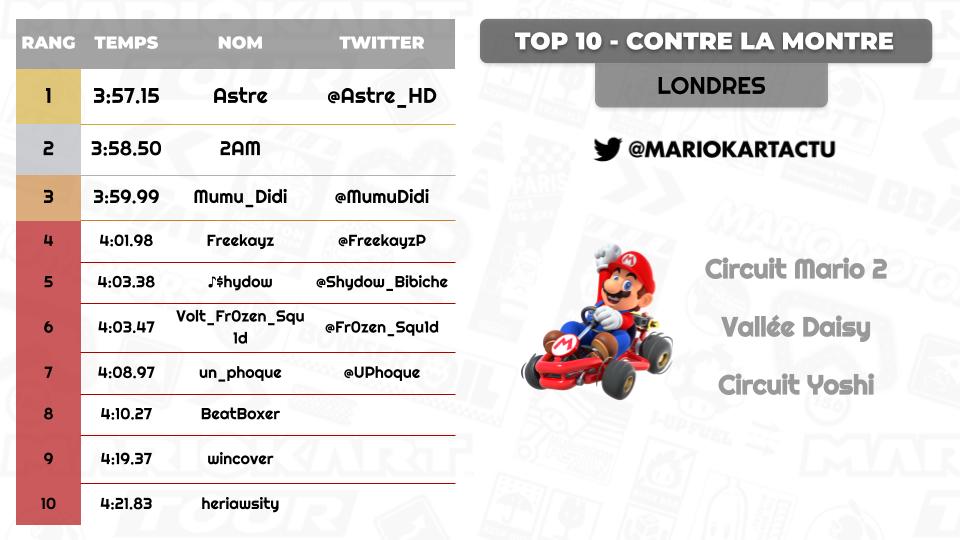 RANG TEMPS NOM TWITTER
1 3:57.15 Astre @Astre_HD
2 3:58.50 2AM
3 3:59.99 Mumu_Didi @MumuDidi
4 4:01.98 Freekayz @FreekayzP
5 4:03.38 ♪$hydow @Shydow_Bibiche
6 4:03.47 Volt_Fr0zen_Squ
1d @Fr0zen_Squ1d
7 4:08.97 un_phoque @UPhoque
8 4:10.27 BeatBoxer
9 4:19.37 wincover
10 4:21.83 heriawsity
TOP 10 - CONTRE LA MONTRE
LONDRES
@MARIOKARTACTU
Circuit Mario 2
Vallée Daisy
Circuit Yoshi